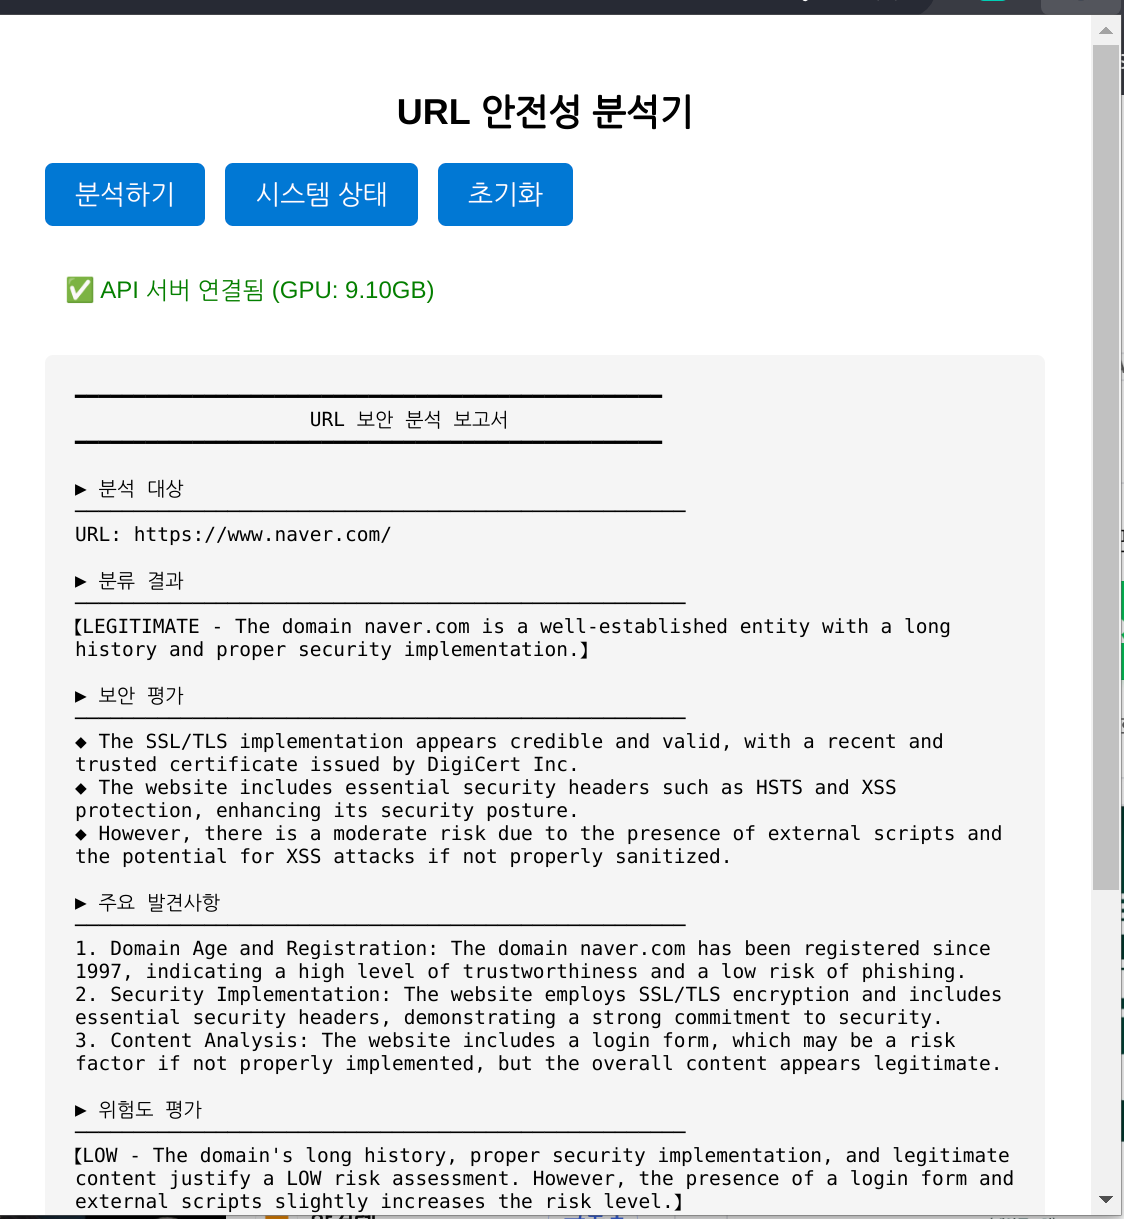 URL 안전성 분석기
분석하기 시스템 상태 초기화
✅ API 서버 연결됨 (GPU: 9.10GB)
URL 보안 분석 보고서
▶ 분석 대상
URL: https://www.naver.com/
▶ 분류 결과
【LEGITIMATE - The domain naver.com is a well-established entity with a long
history and proper security implementation.】
▶ 보안 평가
◆ The SSL/TLS implementation appears credible and valid, with a recent and
trusted certificate issued by DigiCert Inc.
◆ The website includes essential security headers such as HSTS and XSS
protection, enhancing its security posture.
◆ However, there is a moderate risk due to the presence of external scripts and
the potential for XSS attacks if not properly sanitized.
▶ 주요 발견사항
1. Domain Age and Registration: The domain naver.com has been registered since
1997, indicating a high level of trustworthiness and a low risk of phishing.
2. Security Implementation: The website employs SSL/TLS encryption and includes
essential security headers, demonstrating a strong commitment to security.
3. Content Analysis: The website includes a login form, which may be a risk
factor if not properly implemented, but the overall content appears legitimate.
▶ 위험도 평가
【LOW - The domain's long history, proper security implementation, and legitimate
content justify a LOW risk assessment. However, the presence of a login form and
external scripts slightly increases the risk level.】